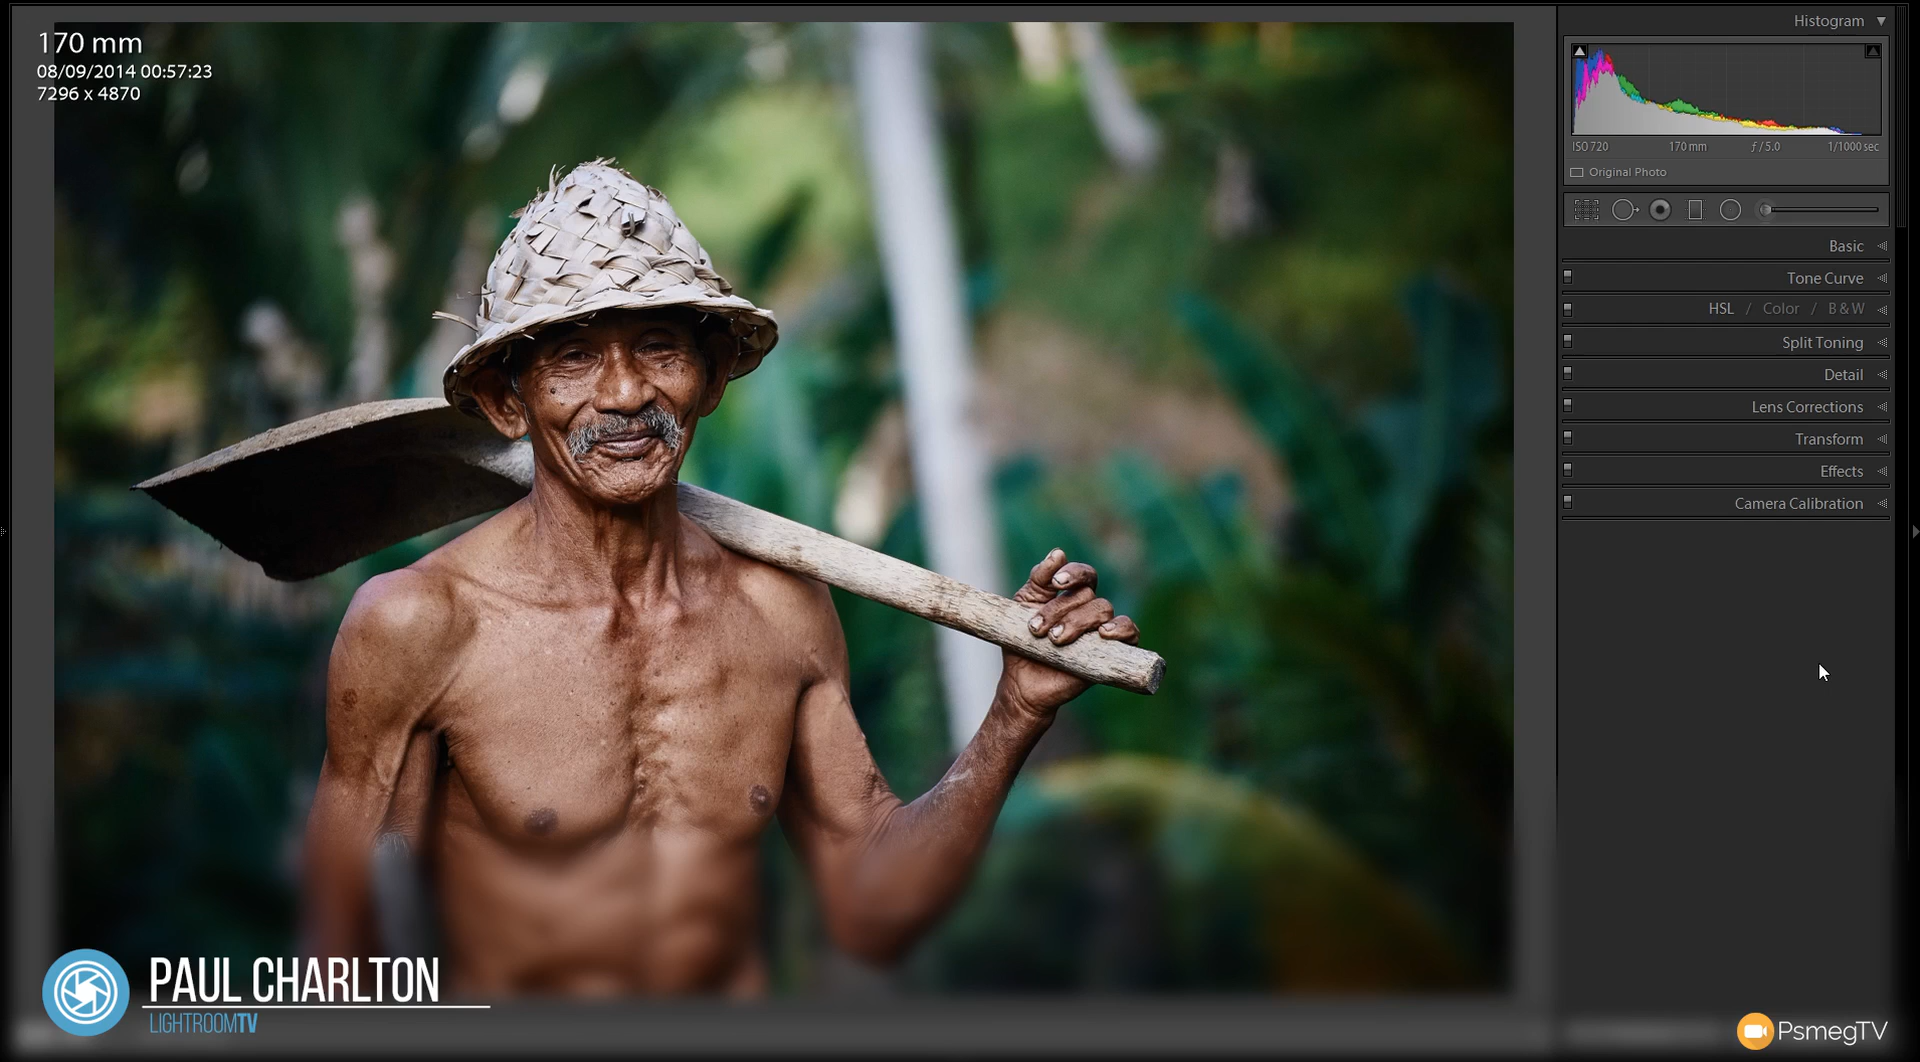 170 mm
08/09/2014 00:57:23
7296 x 4870
Histogram
ISO 720 170 mm ƒ / 5.0 1/1000 sec
Original Photo
Basic
Tone Curve
HSL / Color / B & W
Split Toning
Detail
Lens Corrections
Transform
Effects
Camera Calibration
PAUL CHARLTON
LIGHTROOMTV
PsmegTV